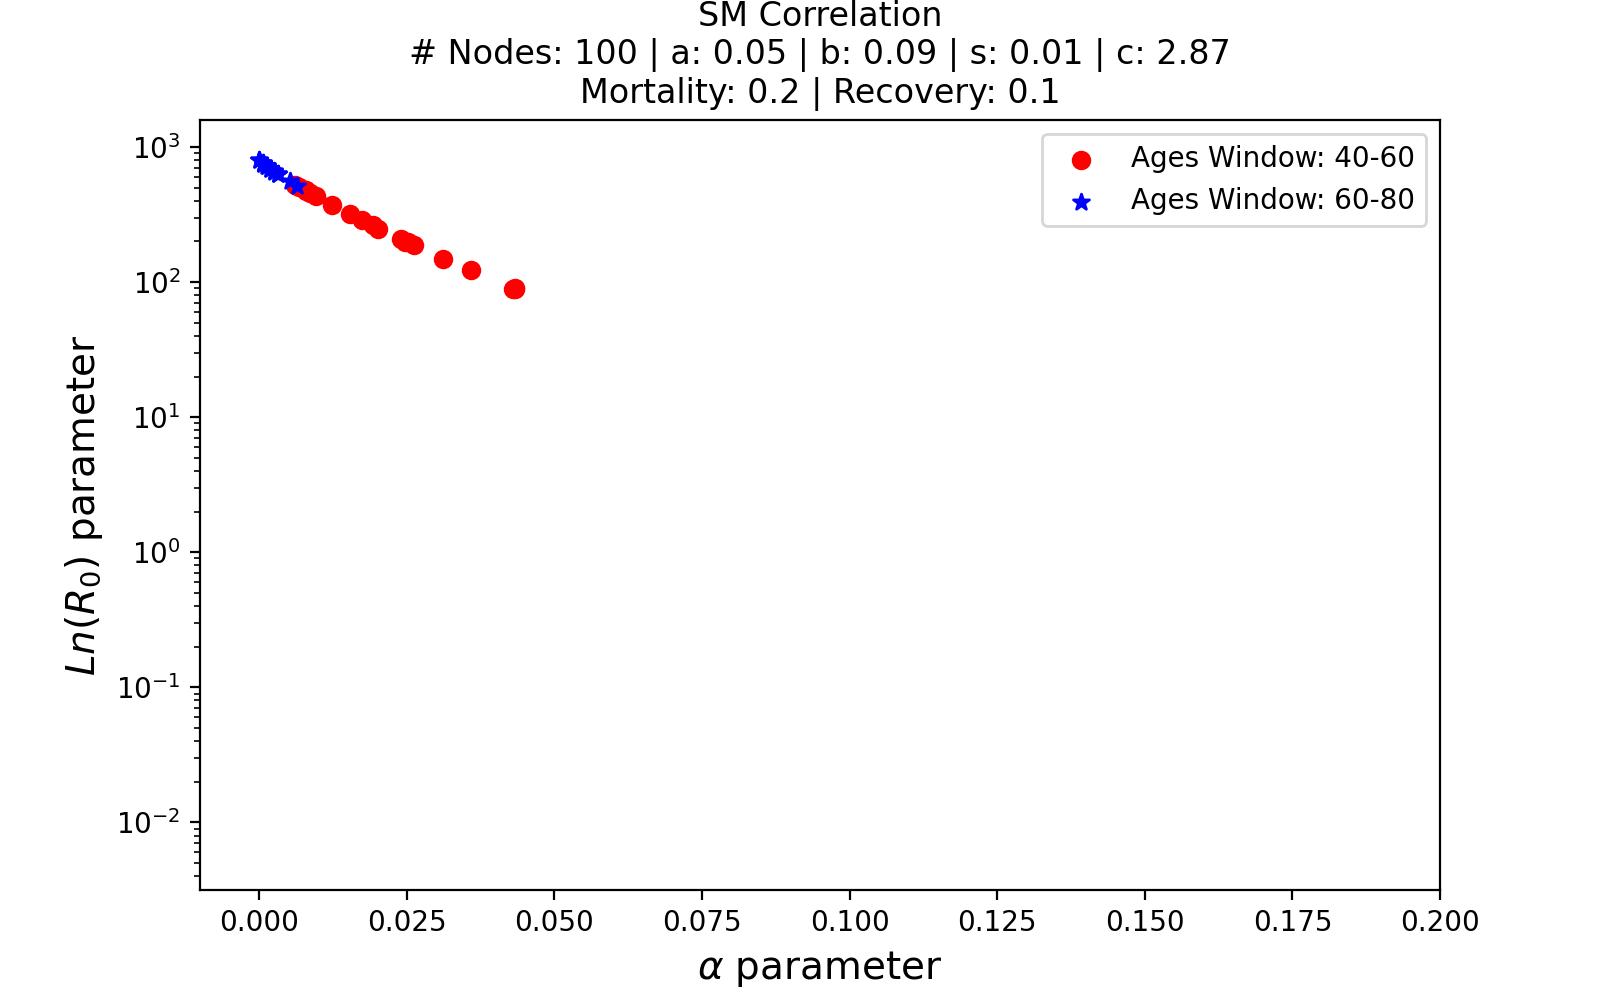 SM Correlation
# Nodes: 100 | a: 0.05 | b: 0.09 | s: 0.01 | c: 2.87
Mortality: 0.2 | Recovery: 0.1
Ages Window: 40-60
Ages Window: 60-80
10³
10²
10¹
10⁰
10⁻¹
10⁻²
Ln(R₀) parameter
0.000 0.025 0.050 0.075 0.100 0.125 0.150 0.175 0.200
α parameter